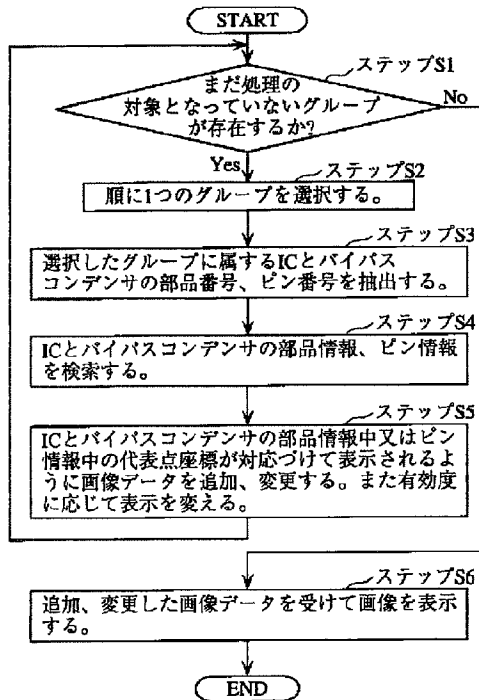 START
ステップS1
まだ処理の
対象となっていないグループ
が存在するか?
No
Yes
ステップS2
順に1つのグループを選択する。
ステップS3
選択したグループに属するICとバイパス
コンデンサの部品番号、ピン番号を抽出する。
ステップS4
ICとバイパスコンデンサの部品情報、ピン情報
を検索する。
ステップS5
ICとバイパスコンデンサの部品情報中又はピン
情報中の代表点座標が対応づけて表示されるよ
うに画像データを追加、変更する。また有効度
に応じて表示を変える。
ステップS6
追加、変更した画像データを受けて画像を表示
する。
END